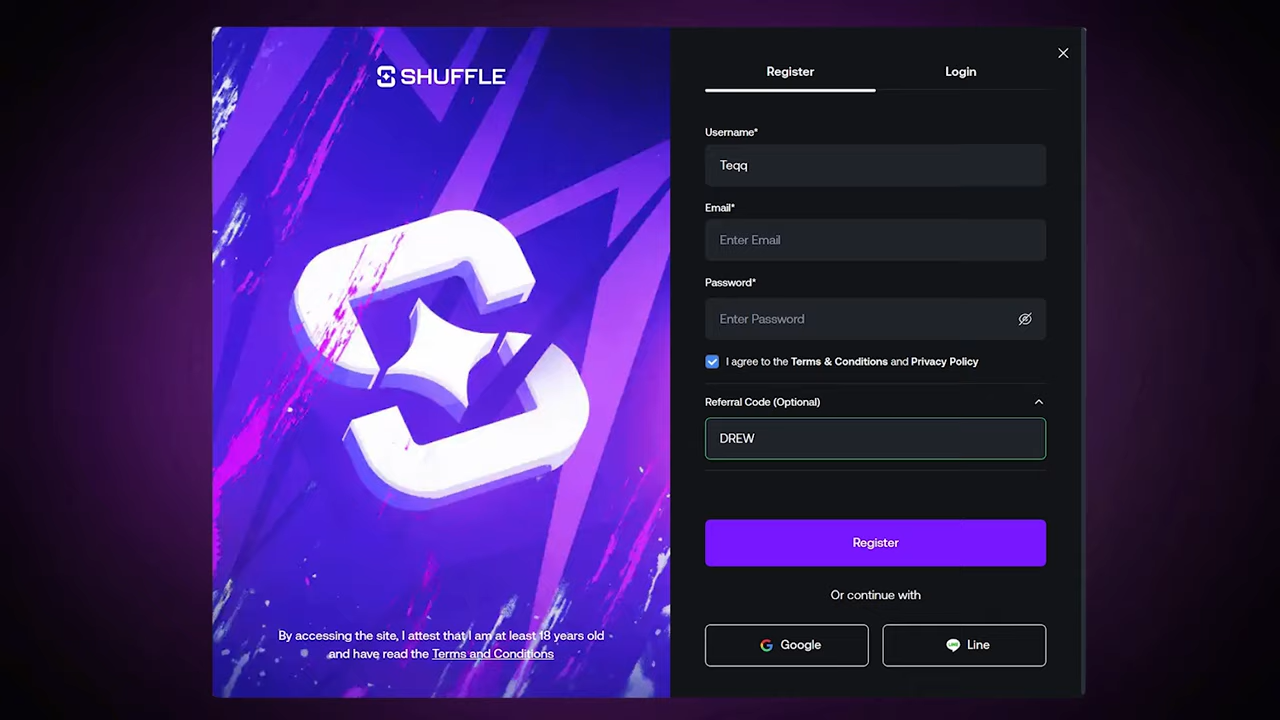 SHUFFLE
By accessing the site, I attest that I am at least 18 years old
and have read the Terms and Conditions
Register
Login
Username*
Teqq
Email*
Enter Email
Password*
Enter Password
I agree to the Terms & Conditions and Privacy Policy
Referral Code (Optional)
DREW
Register
Or continue with
Google
Line